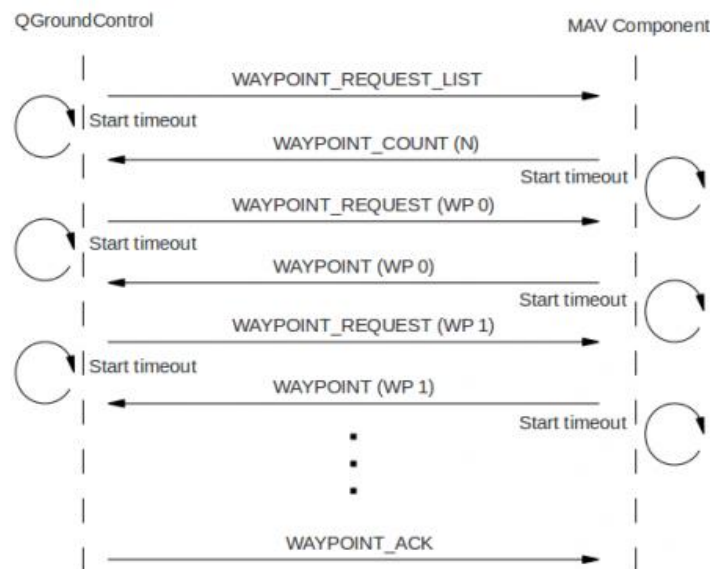 QGroundControl
MAV Component
WAYPOINT_REQUEST_LIST
Start timeout
WAYPOINT_COUNT (N)
Start timeout
WAYPOINT_REQUEST (WP 0)
Start timeout
WAYPOINT (WP 0)
Start timeout
WAYPOINT_REQUEST (WP 1)
Start timeout
WAYPOINT (WP 1)
Start timeout
WAYPOINT_ACK